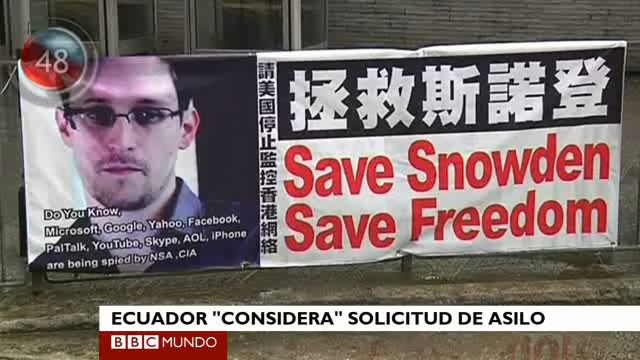 48
拯救斯諾登
Save Snowden
Save Freedom
請美國停止監控香港網絡
Do You Know,
Microsoft, Google, Yahoo, Facebook,
PalTalk, YouTube, Skype, AOL, iPhone
are being spied by NSA ,CIA
ECUADOR "CONSIDERA" SOLICITUD DE ASILO
BBC MUNDO